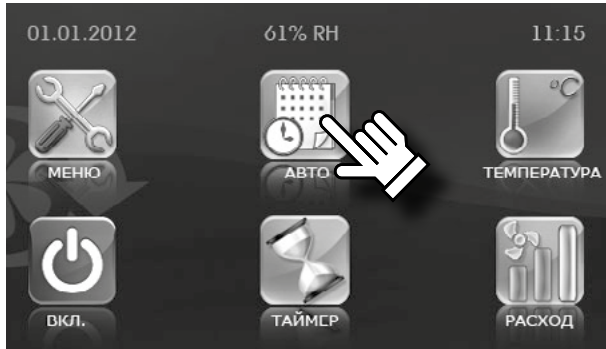 01.01.2012 61% RH 11:15
°C
МЕНЮ АВТО ТЕМПЕРАТУРА
ВКЛ. ТАЙМЕР РАСХОД